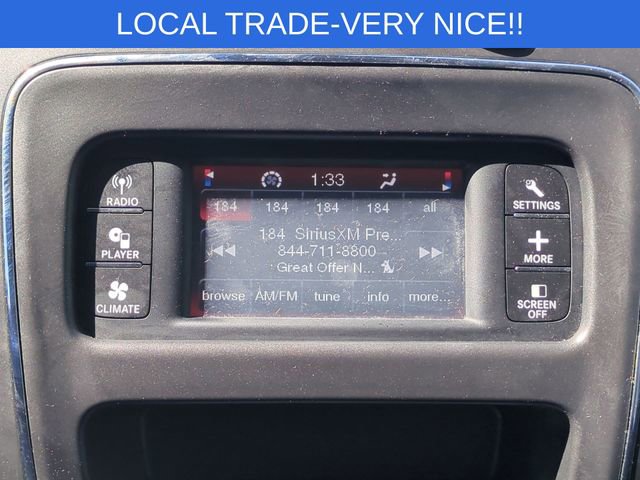 LOCAL TRADE-VERY NICE!!
1:33
RADIO
184 184 184 184 all
SETTINGS
184 SiriusXM Pre...
PLAYER
844-711-8800
MORE
Great Offer N...
CLIMATE
browse AM/FM tune info more...
SCREEN
OFF